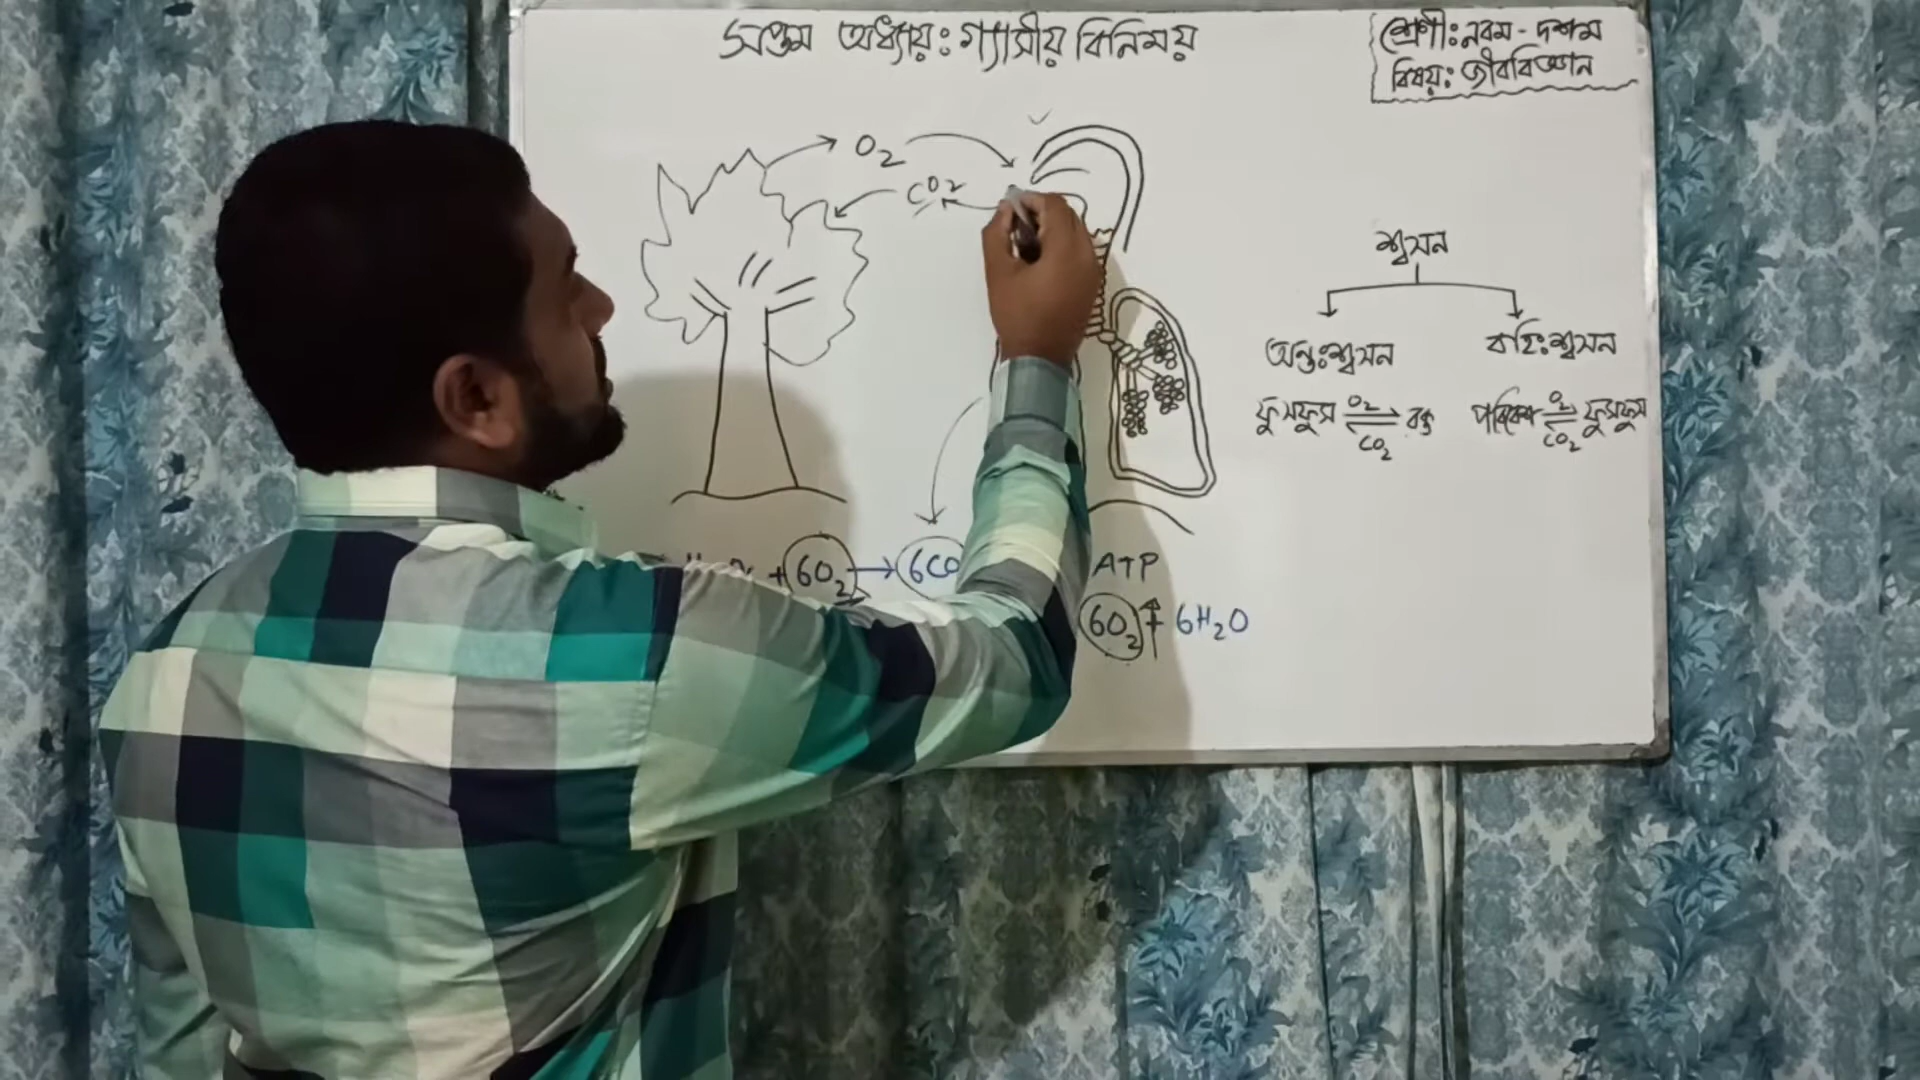 সপ্তম অধ্যায়ঃ গ্যাসীয় বিনিময়
শ্রেণীঃ নবম - দশম
বিষয়ঃ জীববিজ্ঞান
O₂
CO₂
শ্বসন
অন্তঃশ্বসন
বহিঃশ্বসন
ফুসফুস O₂ CO₂ রক্ত
পরিবেশ O₂ CO₂ ফুসফুস
+ 6O₂ → 6CO
ATP
6O₂ + 6H₂O